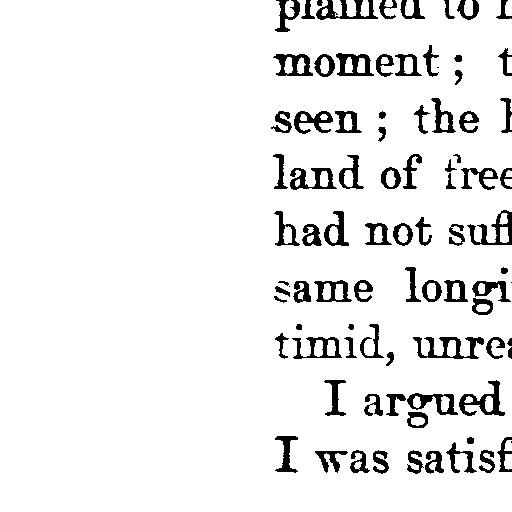 plained to
moment ; t
seen ; the
land of free
had not suff
same longi
timid, unrea
I argued
I was satisf